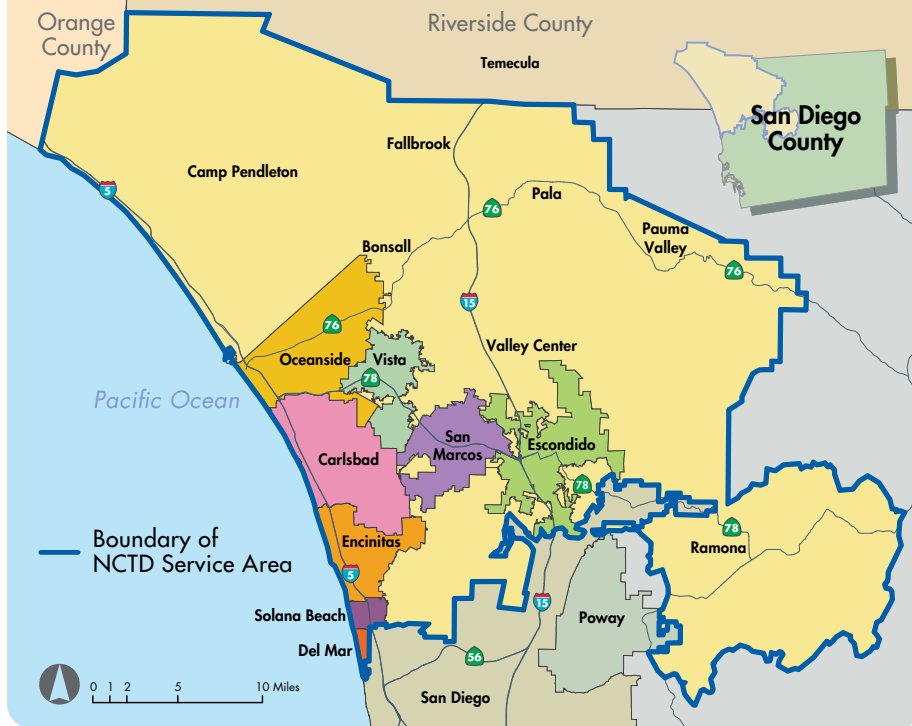 Orange
County
Riverside County
Temecula
San Diego
County
Fallbrook
Camp Pendleton
5
76
Pala
Pauma
Valley
Bonsall
76
15
76
Oceanside
Vista
78
Valley Center
Pacific Ocean
San
Marcos
Escondido
Carlsbad
78
78
Ramona
Boundary of
NCTD Service Area
Encinitas
5
15
Solana Beach
Poway
Del Mar
56
San Diego
0 1 2 5 10 Miles